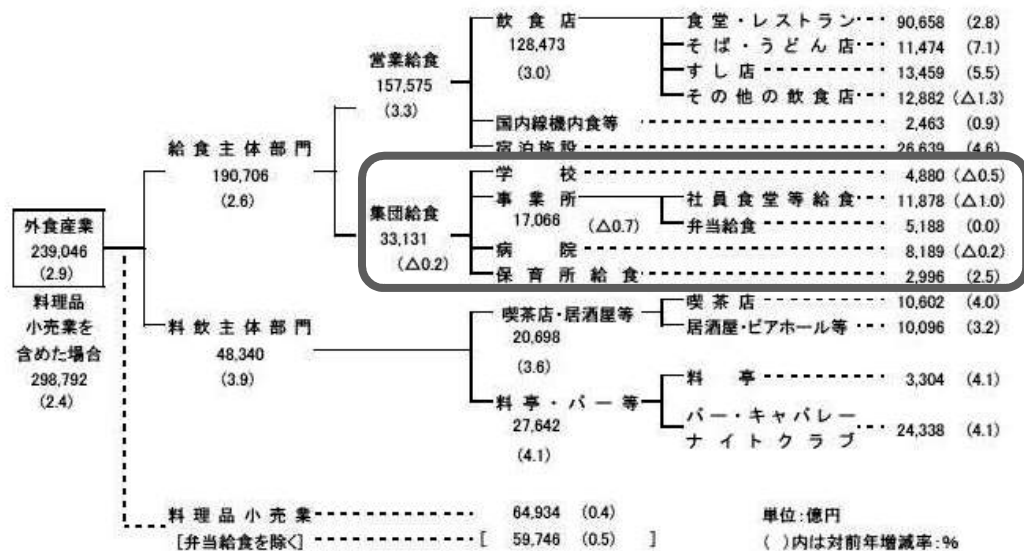 外食産業
239,046
(2.9)
料理品
小売業を
含めた場合
298,792
(2.4)
給食主体部門
190,706
(2.6)
営業給食
157,575
(3.3)
飲食店
128,473
(3.0)
食堂・レストラン 90,658 (2.8)
そば・うどん店 11,474 (7.1)
すし店 13,459 (5.5)
その他の飲食店 12,882 (△1.3)
国内線機内食等 2,463 (0.9)
宿泊施設 26,639 (4.6)
集団給食
33,131
(△0.2)
学校 4,880 (△0.5)
事業所
17,066 (△0.7)
社員食堂等給食 11,878 (△1.0)
弁当給食 5,188 (0.0)
病院 8,189 (△0.2)
保育所給食 2,996 (2.5)
料飲主体部門
48,340
(3.9)
喫茶店・居酒屋等
20,698
(3.6)
喫茶店 10,602 (4.0)
居酒屋・ビアホール等 10,096 (3.2)
料亭・バー等
27,642
(4.1)
料亭 3,304 (4.1)
バー・キャバレー
ナイトクラブ 24,338 (4.1)
料理品小売業 64,934 (0.4)
[弁当給食を除く] [ 59,746 (0.5) ]
単位:億円
( )内は対前年増減率:%